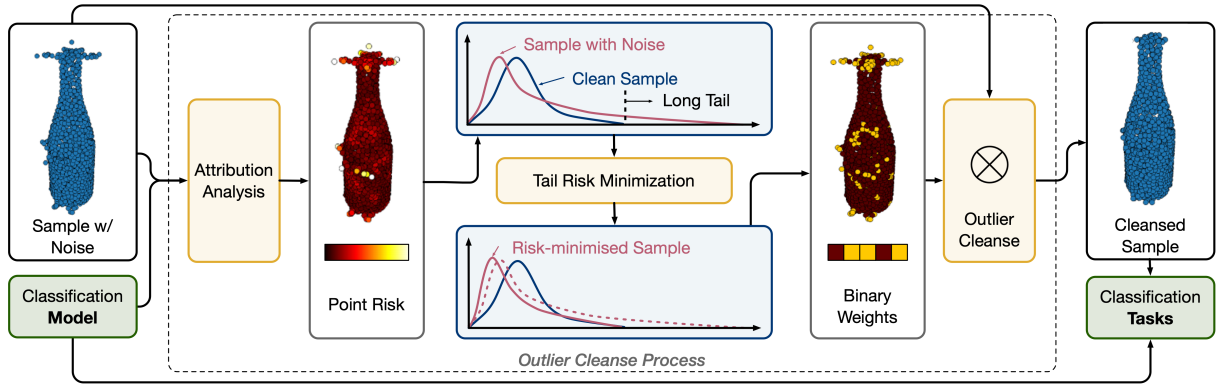 Sample w/
Noise
Classification
Model
Attribution
Analysis
Point Risk
Sample with Noise
Clean Sample
Long Tail
Tail Risk Minimization
Risk-minimised Sample
Binary
Weights
Outlier
Cleanse
Cleansed
Sample
Classification
Tasks
Outlier Cleanse Process